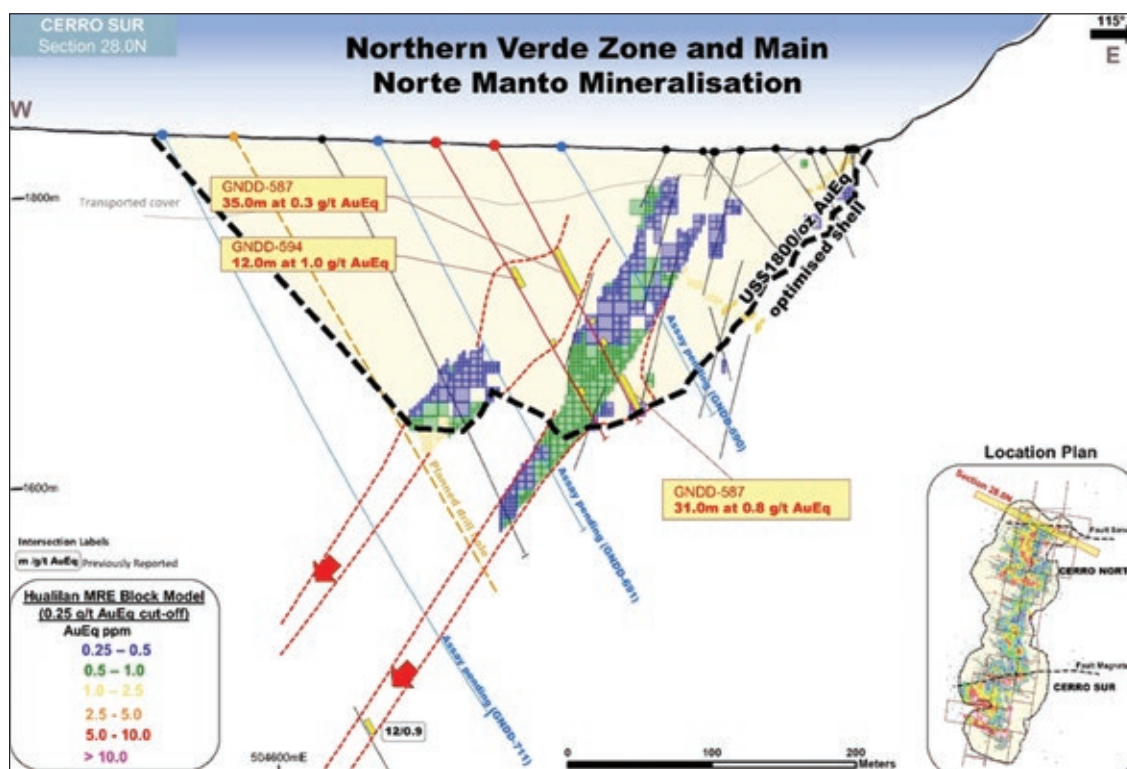 CERRO SUR
Section 28.0N
Northern Verde Zone and Main
Norte Manto Mineralisation
115°
E
W
1800m
Transported cover
GNDD-587
35.0m at 0.3 g/t AuEq
GNDD-594
12.0m at 1.0 g/t AuEq
US$1800/oz AuEq
optimised shell
Assay pending (GNDD-690)
Assay pending (GNDD-691)
Planned drill hole
Assay pending (GNDD-711)
GNDD-587
31.0m at 0.8 g/t AuEq
1600m
Intersection Labels
m /g/t AuEq Previously Reported
Hualilan MRE Block Model
(0.25 g/t AuEq cut-off)
AuEq ppm
0.25 – 0.5
0.5 – 1.0
1.0 – 2.5
2.5 - 5.0
5.0 - 10.0
> 10.0
12/0.9
504600mE
0 100 200
Meters
Location Plan
Section 28.0N
CERRO NORT
CERRO SUR